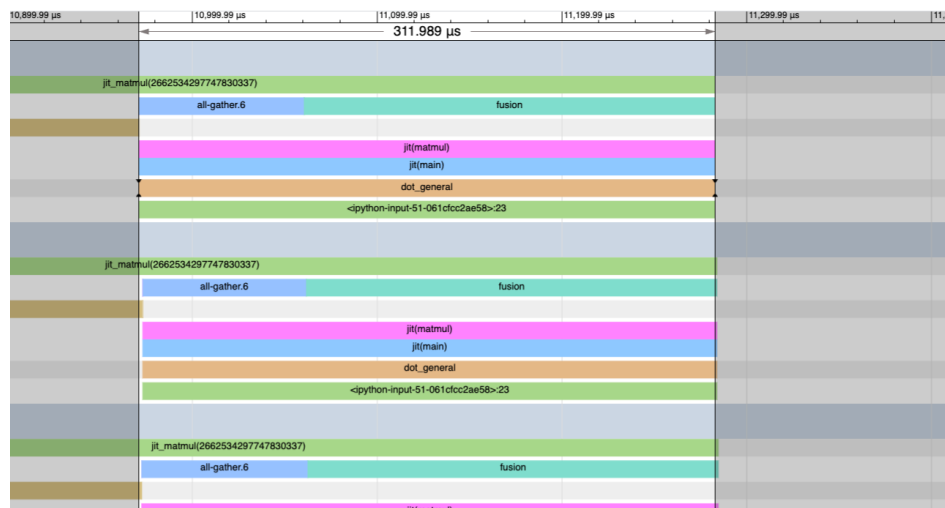 10,899.99 µs 10,999.99 µs 11,099.99 µs 11,199.99 µs 11,299.99 µs
311.989 µs
jit_matmul(2662534297747830337)
all-gather.6 fusion
jit(matmul)
jit(main)
dot_general
<ipython-input-51-061cfcc2ae58>:23
jit_matmul(2662534297747830337)
all-gather.6 fusion
jit(matmul)
jit(main)
dot_general
<ipython-input-51-061cfcc2ae58>:23
jit_matmul(2662534297747830337)
all-gather.6 fusion